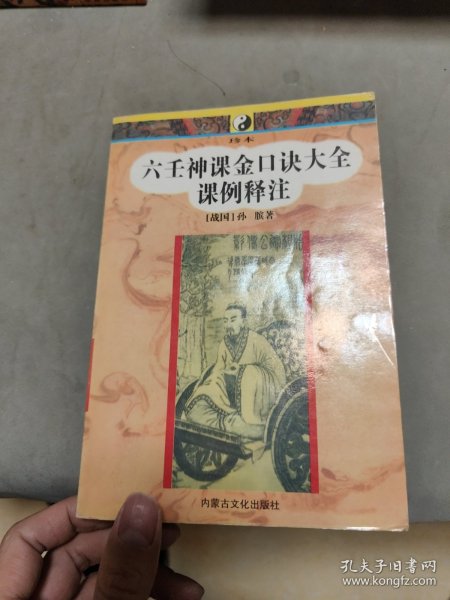 珍本
六壬神课金口诀大全
课例释注
[战国]孙 膑著
内蒙古文化出版社
孔夫子旧书网
www.kongfz.com